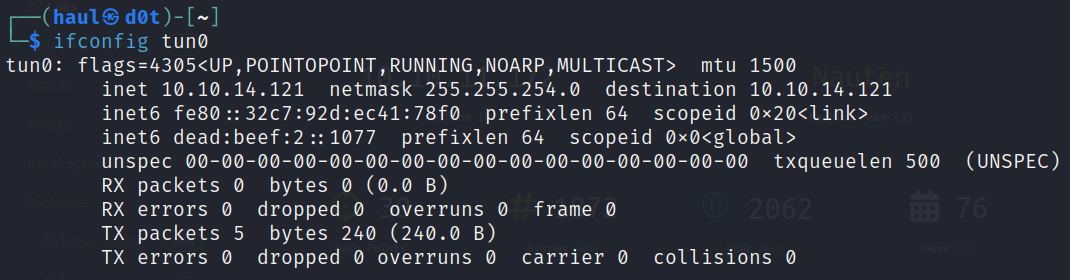 ┌──(haul㉿d0t)-[~]
└─$ ifconfig tun0
tun0: flags=4305<UP,POINTOPOINT,RUNNING,NOARP,MULTICAST>  mtu 1500
        inet 10.10.14.121  netmask 255.255.254.0  destination 10.10.14.121
        inet6 fe80::32c7:92d:ec41:78f0  prefixlen 64  scopeid 0×20<link>
        inet6 dead:beef:2::1077  prefixlen 64  scopeid 0×0<global>
        unspec 00-00-00-00-00-00-00-00-00-00-00-00-00-00-00-00  txqueuelen 500  (UNSPEC)
        RX packets 0  bytes 0 (0.0 B)
        RX errors 0  dropped 0  overruns 0  frame 0
        TX packets 5  bytes 240 (240.0 B)
        TX errors 0  dropped 0 overruns 0  carrier 0  collisions 0
Nauten
2062
76